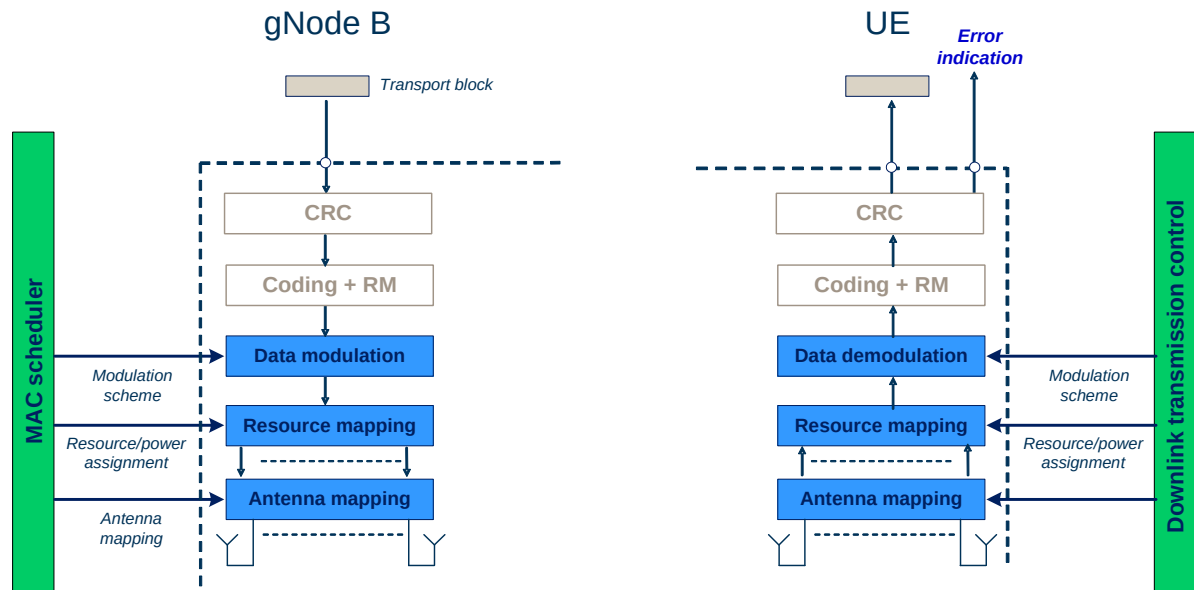 gNode B
UE
Error
indication
Transport block
CRC
CRC
Coding + RM
Coding + RM
MAC scheduler
Downlink transmission control
Data modulation
Data demodulation
Modulation
scheme
Modulation
scheme
Resource mapping
Resource mapping
Resource/power
assignment
Resource/power
assignment
Antenna mapping
Antenna mapping
Antenna
mapping